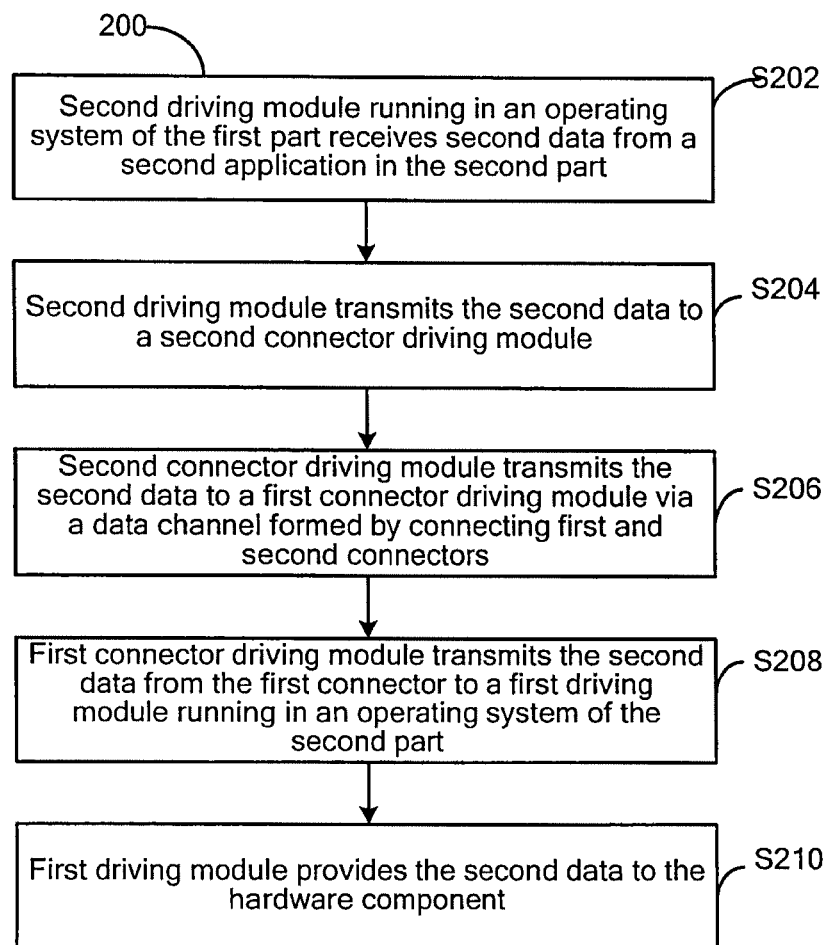 200
S202
Second driving module running in an operating
system of the first part receives second data from a
second application in the second part
S204
Second driving module transmits the second data to
a second connector driving module
Second connector driving module transmits the
second data to a first connector driving module via
a data channel formed by connecting first and
second connectors
S206
First connector driving module transmits the second
data from the first connector to a first driving
module running in an operating system of the
second part
S208
First driving module provides the second data to the
hardware component
S210